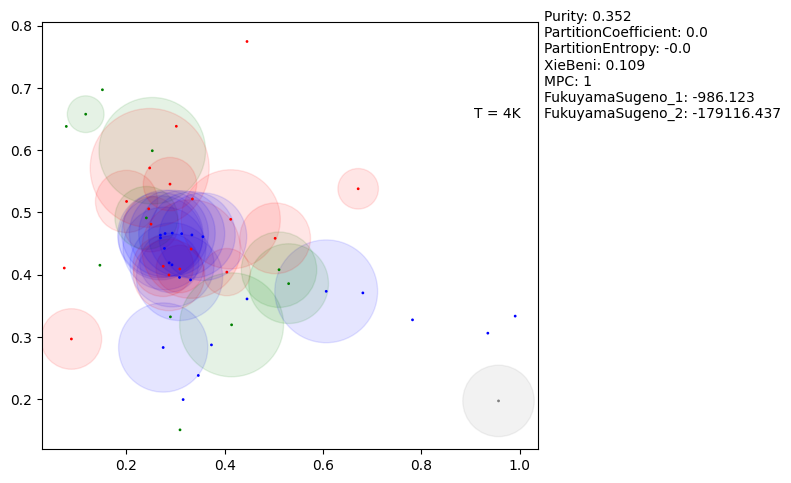 Purity: 0.352
PartitionCoefficient: 0.0
PartitionEntropy: -0.0
XieBeni: 0.109
MPC: 1
FukuyamaSugeno_1: -986.123
FukuyamaSugeno_2: -179116.437
T = 4K
0.8
0.7
0.6
0.5
0.4
0.3
0.2
0.2 0.4 0.6 0.8 1.0